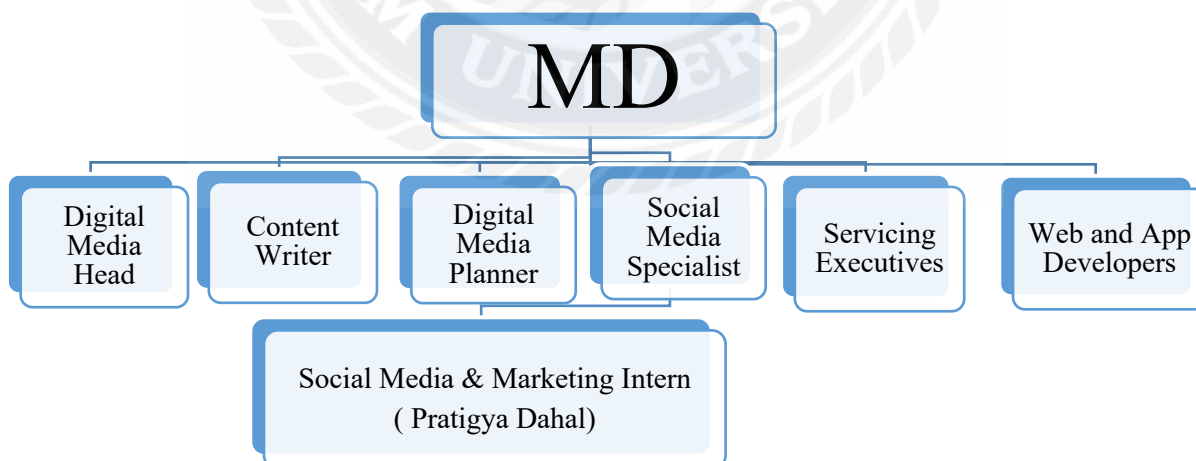 MD
Digital
Media
Head
Content
Writer
Digital
Media
Planner
Social
Media
Specialist
Servicing
Executives
Web and App
Developers
Social Media & Marketing Intern
( Pratigya Dahal)
UNIVERS